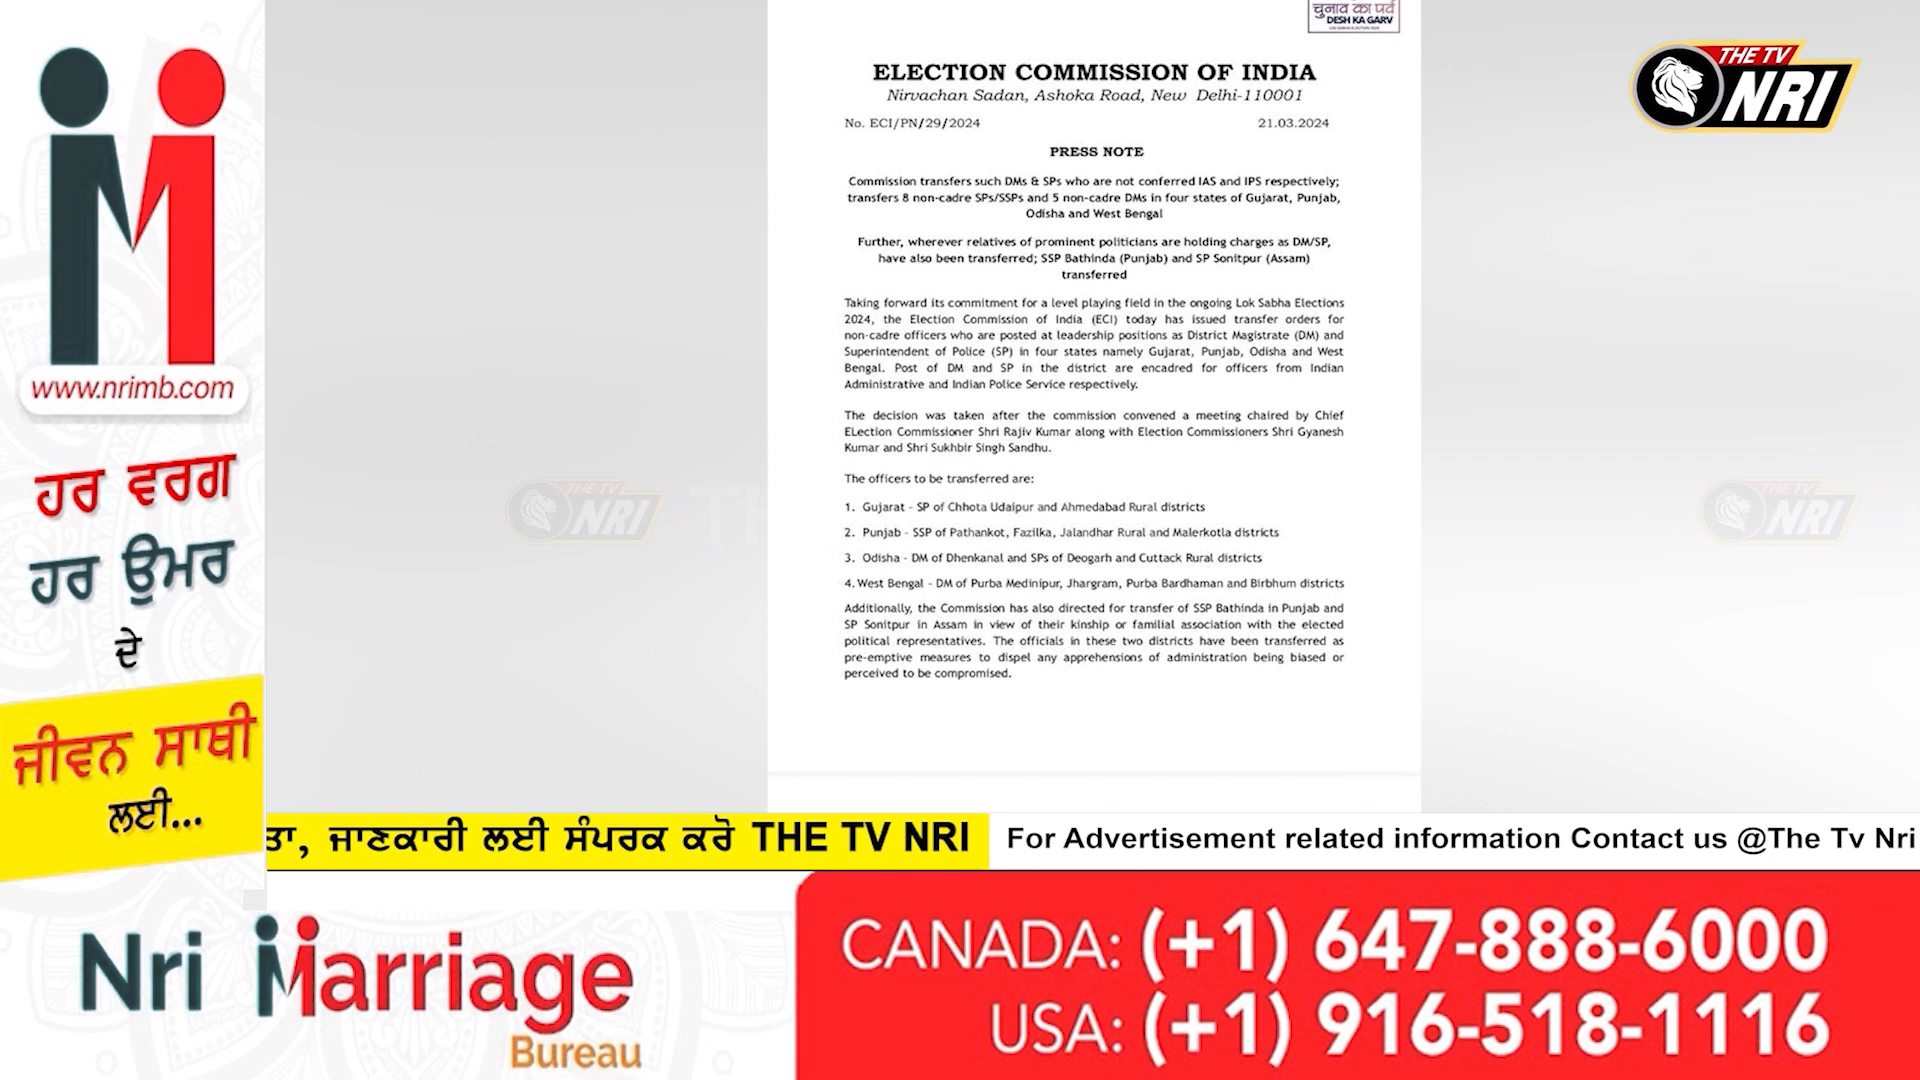 चुनाव का पर्व
DESH KA GARV
ELECTION COMMISSION OF INDIA
Nirvachan Sadan, Ashoka Road, New Delhi-110001
No. ECI/PN/29/2024 21.03.2024
PRESS NOTE
Commission transfers such DMs & SPs who are not conferred IAS and IPS respectively;
transfers 8 non-cadre SPs/SSPs and 5 non-cadre DMs in four states of Gujarat, Punjab,
Odisha and West Bengal
Further, wherever relatives of prominent politicians are holding charges as DM/SP,
have also been transferred; SSP Bathinda (Punjab) and SP Sonitpur (Assam)
transferred
Taking forward its commitment for a level playing field in the ongoing Lok Sabha Elections
2024, the Election Commission of India (ECI) today has issued transfer orders for
non-cadre officers who are posted at leadership positions as District Magistrate (DM) and
Superintendent of Police (SP) in four states namely Gujarat, Punjab, Odisha and West
Bengal. Post of DM and SP in the district are encadred for officers from Indian
Administrative and Indian Police Service respectively.
The decision was taken after the commission convened a meeting chaired by Chief
ELection Commissioner Shri Rajiv Kumar along with Election Commissioners Shri Gyanesh
Kumar and Shri Sukhbir Singh Sandhu.
The officers to be transferred are:
1. Gujarat - SP of Chhota Udaipur and Ahmedabad Rural districts
2. Punjab - SSP of Pathankot, Fazilka, Jalandhar Rural and Malerkotla districts
3. Odisha - DM of Dhenkanal and SPs of Deogarh and Cuttack Rural districts
4. West Bengal - DM of Purba Medinipur, Jhargram, Purba Bardhaman and Birbhum districts
Additionally, the Commission has also directed for transfer of SSP Bathinda in Punjab and
SP Sonitpur in Assam in view of their kinship or familial association with the elected
political representatives. The officials in these two districts have been transferred as
pre-emptive measures to dispel any apprehensions of administration being biased or
perceived to be compromised.
THE TV
NRI
THE TV
NRI
THE TV
NRI
www.nrimb.com
ਹਰ ਵਰਗ
ਹਰ ਉਮਰ
ਦੇ
ਜੀਵਨ ਸਾਥੀ
ਲਈ...
ਤਾ, ਜਾਣਕਾਰੀ ਲਈ ਸੰਪਰਕ ਕਰੋ THE TV NRI
For Advertisement related information Contact us @The Tv Nri
Nri Marriage
Bureau
CANADA: (+1) 647-888-6000
USA: (+1) 916-518-1116